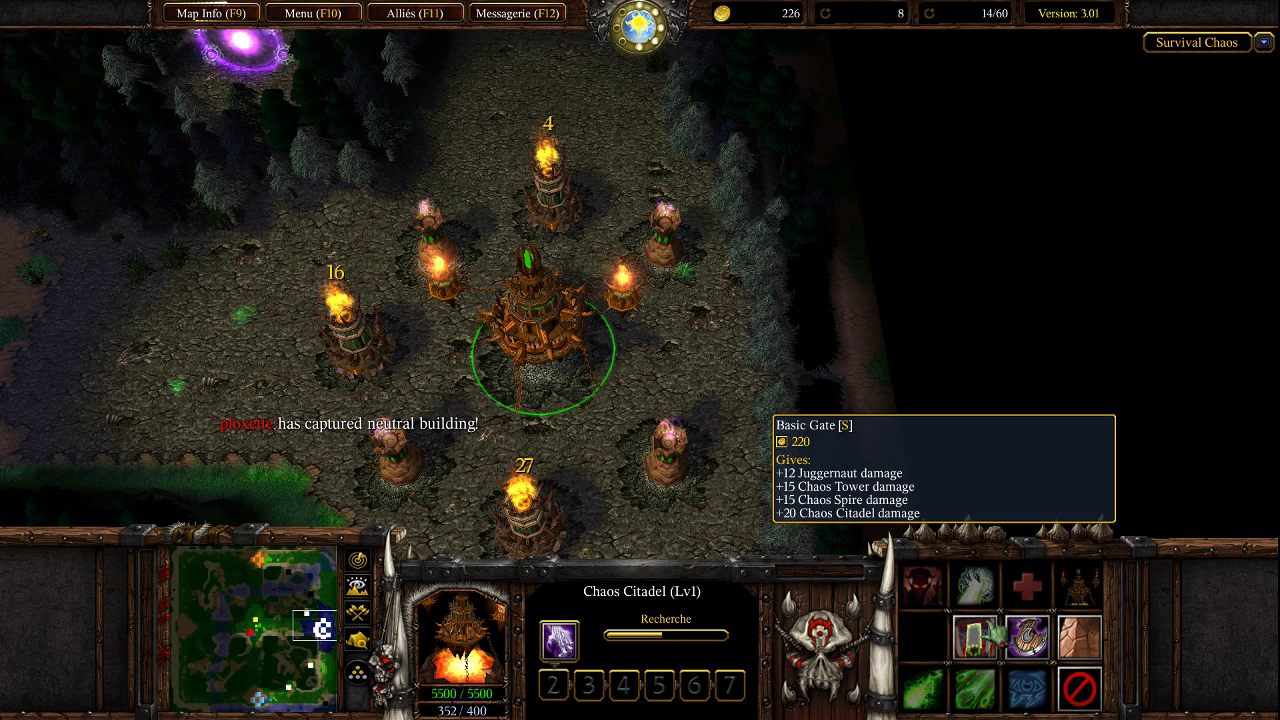 Map Info (F9)
Menu (F10)
Alliés (F11)
Messagerie (F12)
226
8
14/60
Version: 3.01
Survival Chaos
4
16
ploxette has captured neutral building!
27
Basic Gate [S]
220
Gives:
+12 Juggernaut damage
+15 Chaos Tower damage
+15 Chaos Spire damage
+20 Chaos Citadel damage
Chaos Citadel (Lv1)
Recherche
2 3 4 5 6 7
5500 / 5500
352 / 400